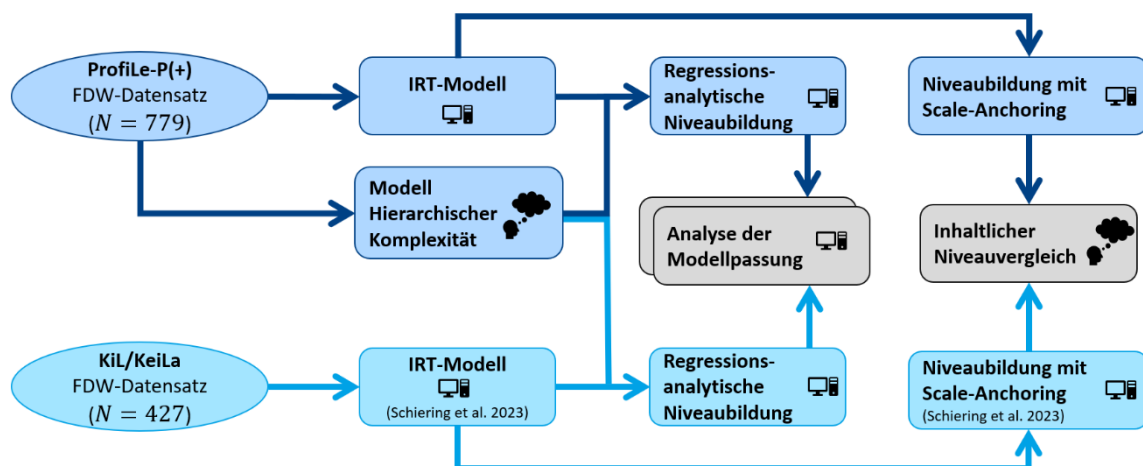 ProfiLe-P(+)
FDW-Datensatz
(N = 779)
IRT-Modell
Regressions-
analytische
Niveaubildung
Niveaubildung mit
Scale-Anchoring
Modell
Hierarchischer
Komplexität
Analyse der
Modellpassung
Inhaltlicher
Niveauvergleich
KiL/KeiLa
FDW-Datensatz
(N = 427)
IRT-Modell
(Schiering et al. 2023)
Regressions-
analytische
Niveaubildung
Niveaubildung mit
Scale-Anchoring
(Schiering et al. 2023)